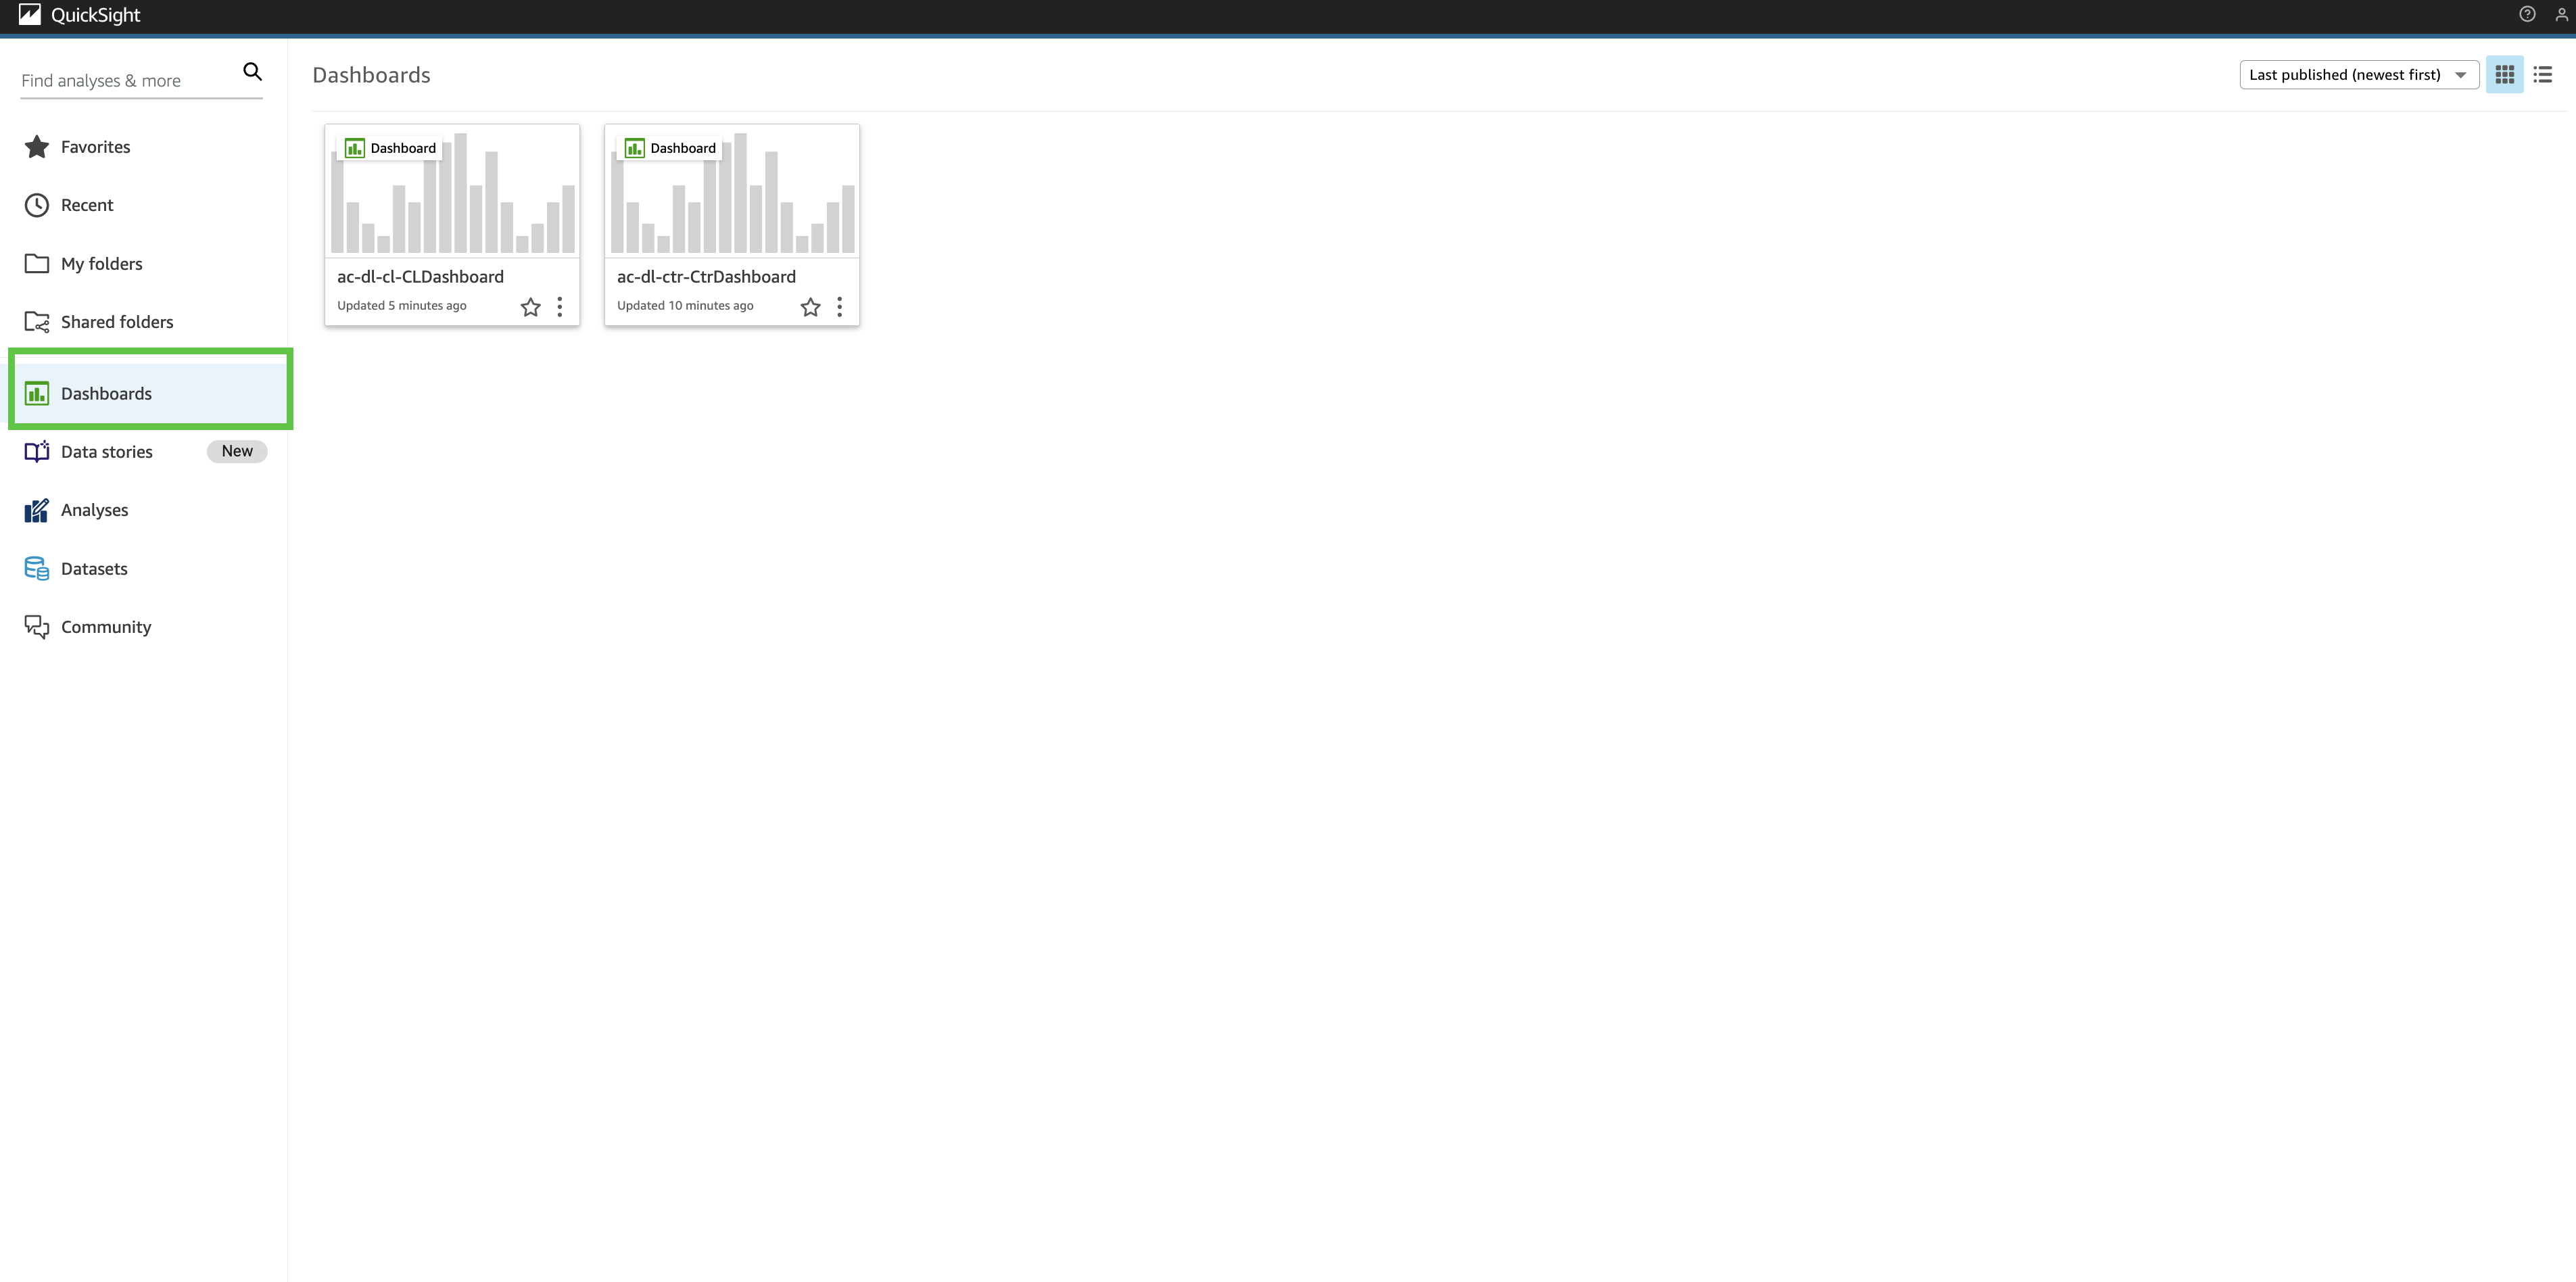 QuickSight
Find analyses & more
Favorites
Recent
My folders
Shared folders
Dashboards
Data stories New
Analyses
Datasets
Community
Dashboards
Last published (newest first)
Dashboard
ac-dl-cl-CLDashboard
Updated 5 minutes ago
Dashboard
ac-dl-ctr-CtrDashboard
Updated 10 minutes ago